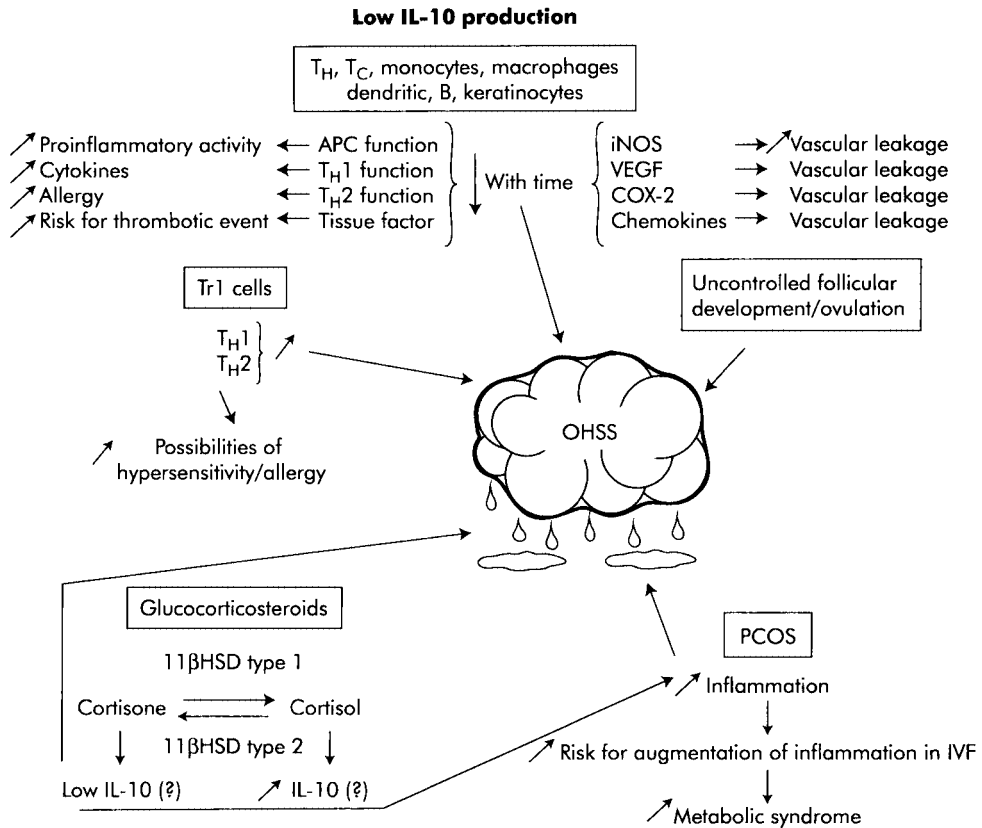 Low IL-10 production
TH, TC, monocytes, macrophages
dendritic, B, keratinocytes
Proinflammatory activity ← APC function
Cytokines ← TH1 function
Allergy ← TH2 function
Risk for thrombotic event ← Tissue factor
With time
iNOS → Vascular leakage
VEGF → Vascular leakage
COX-2 → Vascular leakage
Chemokines → Vascular leakage
Tr1 cells
TH1
TH2
Possibilities of
hypersensitivity/allergy
Uncontrolled follicular
development/ovulation
OHSS
Glucocorticosteroids
11βHSD type 1
Cortisone Cortisol
11βHSD type 2
Low IL-10 (?) IL-10 (?)
PCOS
Inflammation
Risk for augmentation of inflammation in IVF
Metabolic syndrome